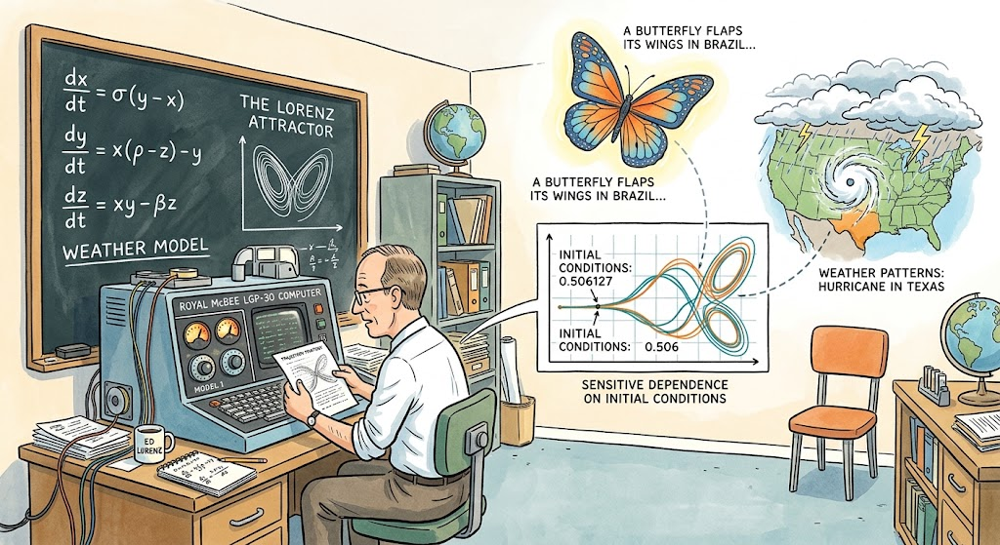 dx/dt = σ(y − x)
dy/dt = x(ρ − z) − y
dz/dt = xy − βz
WEATHER MODEL
THE LORENZ
ATTRACTOR
ROYAL McBEE LGP-30 COMPUTER
MODEL 1
ED
LORENZ
A BUTTERFLY FLAPS
ITS WINGS IN BRAZIL...
A BUTTERFLY FLAPS
ITS WINGS IN BRAZIL...
INITIAL
CONDITIONS:
0.506127
INITIAL
CONDITIONS: 0.506
SENSITIVE DEPENDENCE
ON INITIAL CONDITIONS
WEATHER PATTERNS:
HURRICANE IN TEXAS